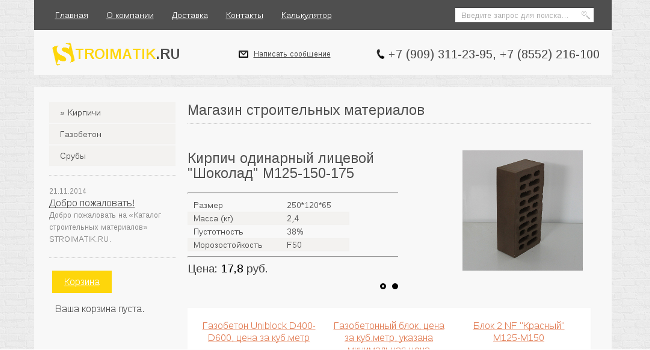 Главная О компании Доставка Контакты Калькулятор
Введите запрос для поиска...
STROIMATIK.RU
Написать сообщение
+7 (909) 311-23-95, +7 (8552) 216-100
» Кирпичи
Газобетон
Срубы
21.11.2014
Добро пожаловать!
Добро пожаловать на «Каталог
стройтельных материалов»
STROIMATIK.RU.
Корзина
Ваша корзина пуста.
Магазин строительных материалов
Кирпич одинарный лицевой
"Шоколад" М125-150-175
Размер 250*120*65
Масса (кг) 2,4
Пустотность 38%
Морозостойкость F50
Цена: 17,8 руб.
Газобетон Uniblock D400-
D600, цена за куб.метр
Газобетонный блок, цена
за куб.метр, указана
Блок 2 NF "Красный"
М125-М150